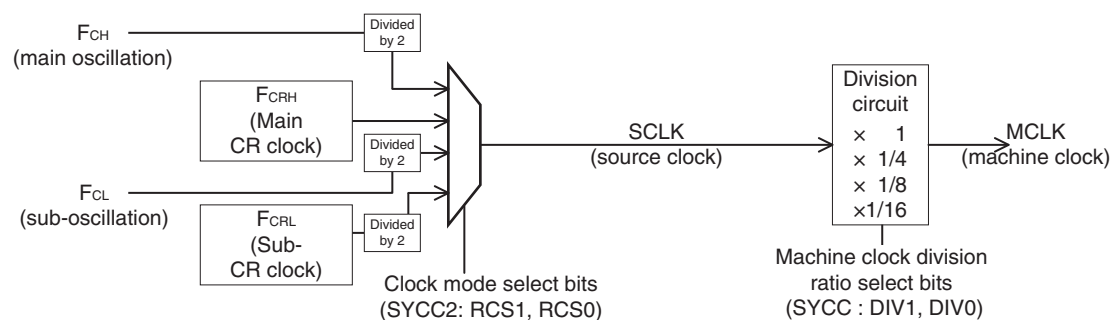 FCH
(main oscillation)
Divided
by 2
FCRH
(Main
CR clock)
Divided
by 2
FCL
(sub-oscillation)
FCRL
(Sub-
CR clock)
Divided
by 2
Clock mode select bits
(SYCC2: RCS1, RCS0)
SCLK
(source clock)
Division
circuit
× 1
× 1/4
× 1/8
×1/16
MCLK
(machine clock)
Machine clock division
ratio select bits
(SYCC : DIV1, DIV0)